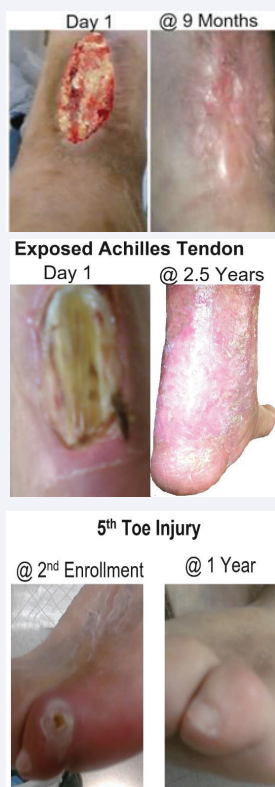 Day 1 @ 9 Months
Exposed Achilles Tendon
Day 1 @ 2.5 Years
5th Toe Injury
@ 2nd Enrollment @ 1 Year